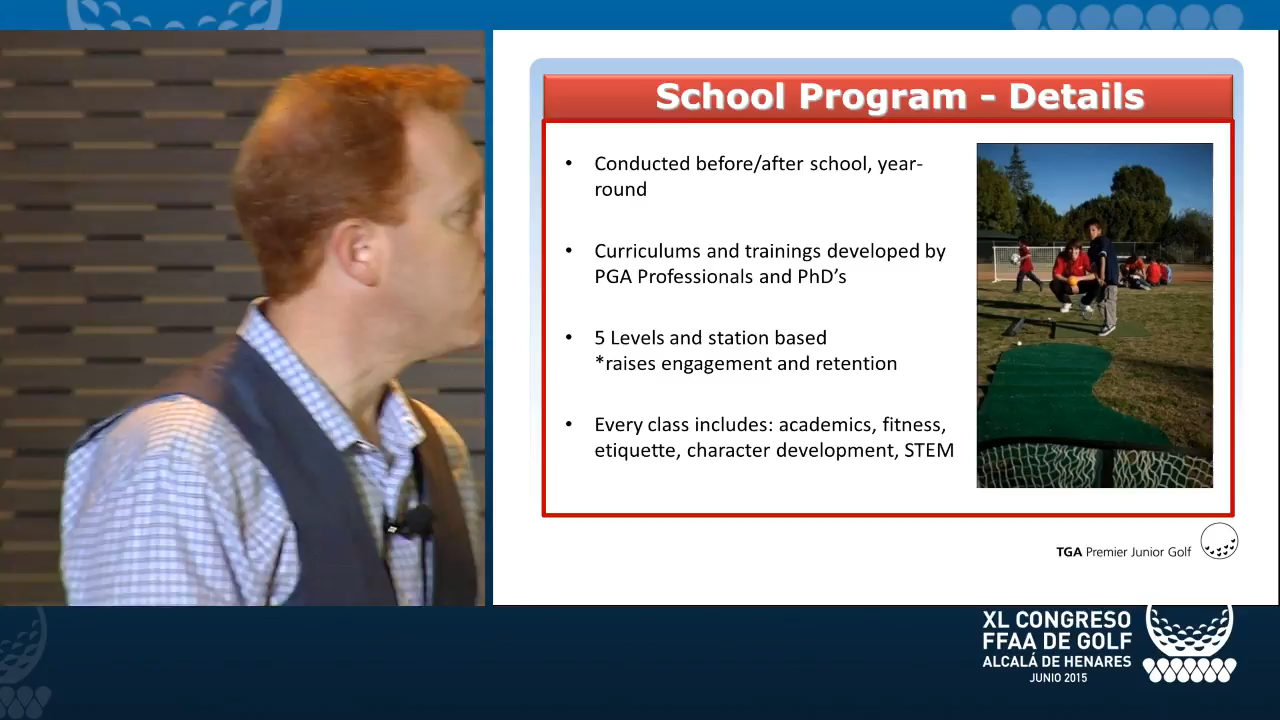 School Program - Details
• Conducted before/after school, year-
round
• Curriculums and trainings developed by
PGA Professionals and PhD’s
• 5 Levels and station based
*raises engagement and retention
• Every class includes: academics, fitness,
etiquette, character development, STEM
TGA Premier Junior Golf
XL CONGRESO
FFAA DE GOLF
ALCALÁ DE HENARES
JUNIO 2015